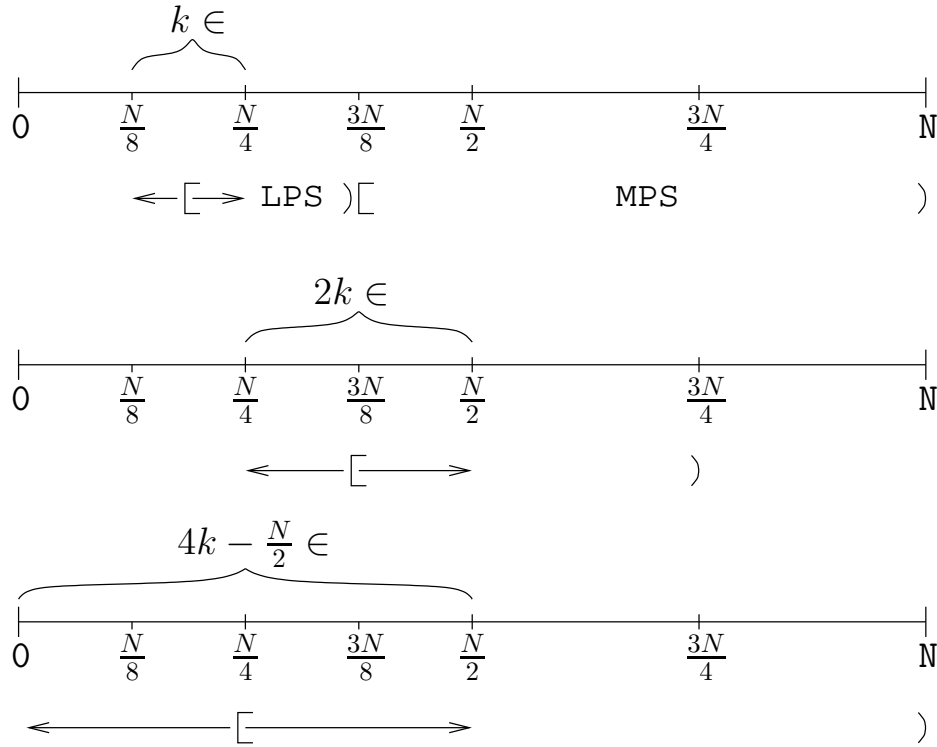 k ∈
0 N/8 N/4 3N/8 N/2 3N/4 N
[ LPS ) [ MPS )
2k ∈
0 N/8 N/4 3N/8 N/2 3N/4 N
[ )
4k − N/2 ∈
0 N/8 N/4 3N/8 N/2 3N/4 N
[ )